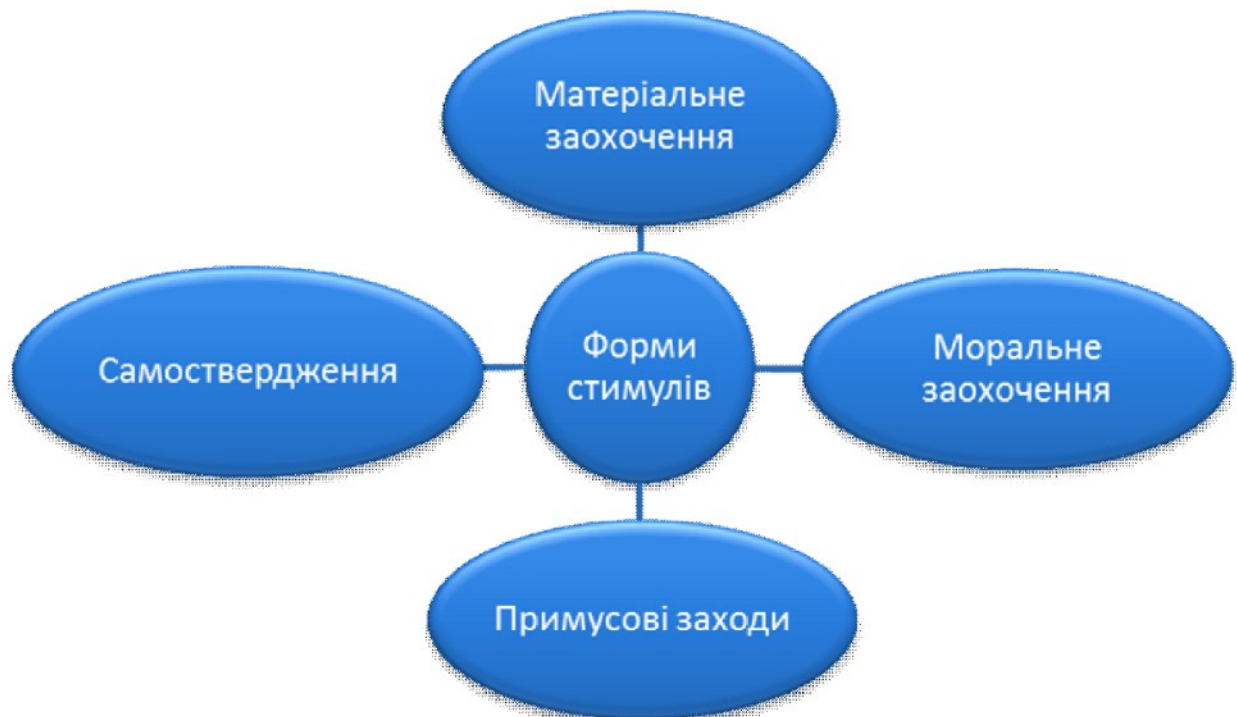 Матеріальне
заохочення
Самоствердження
Форми
стимулів
Моральне
заохочення
Примусові заходи